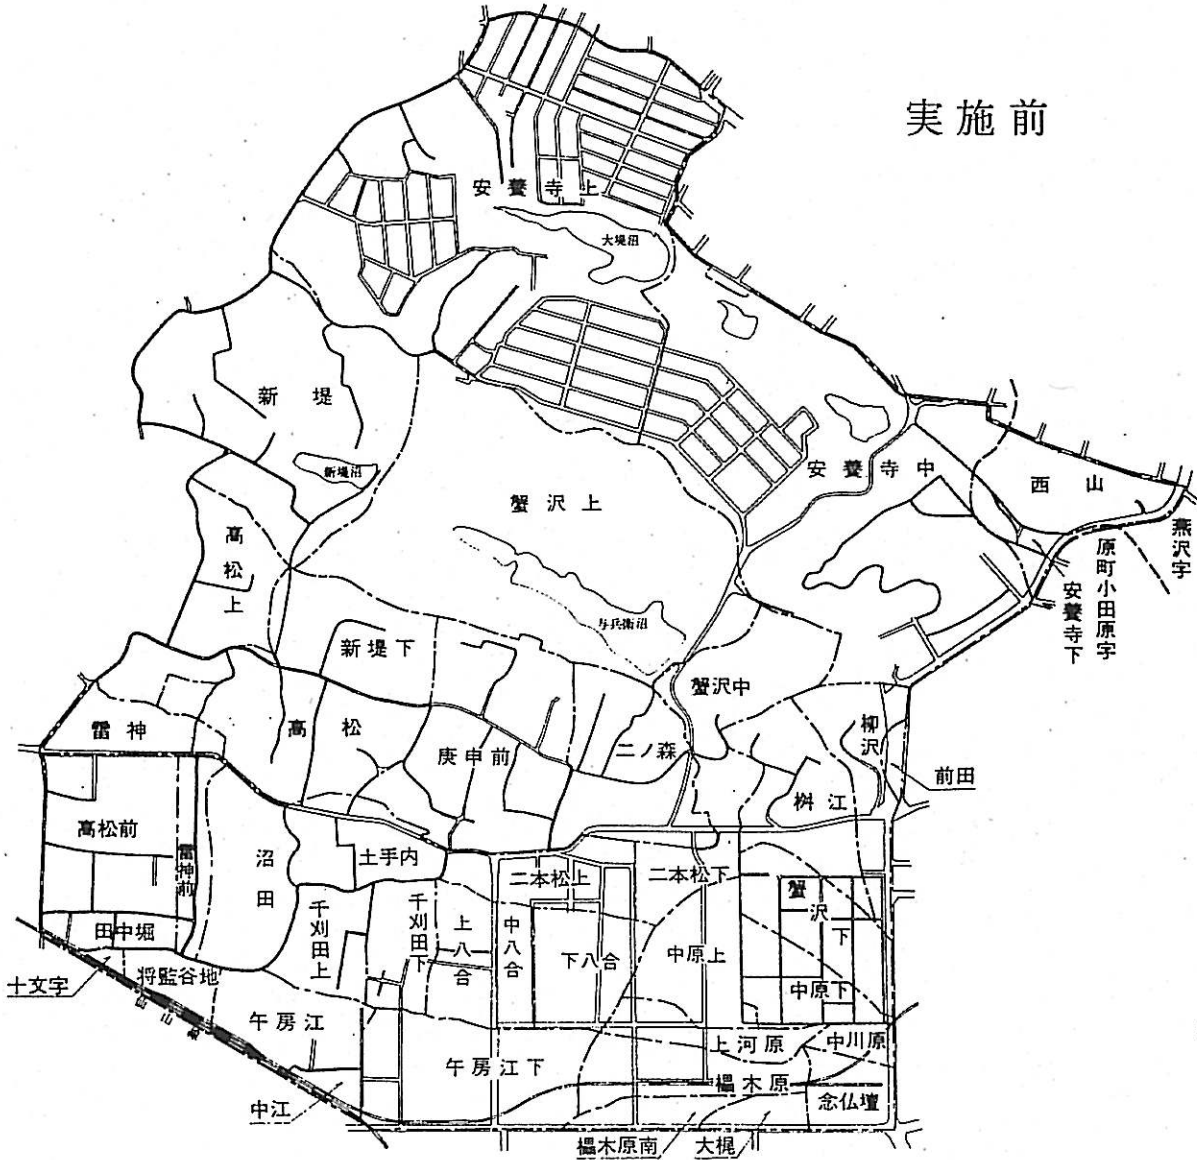 実施前
安養寺上
大堤沼
新堤
新堤沼
安養寺中
西山
燕沢字
原町小田原字
安養寺下
蟹沢上
高松上
与兵衛沼
新堤下
蟹沢中
雷神
高松
庚申前
二ノ森
柳沢
前田
桝江
高松前
雷神前
沼田
土手内
二本松上
二本松下
蟹沢下
千刈田上
千刈田下
上八合
中八合
下八合
中原上
中原下
田中堀
十文字
将監谷地
午房江
午房江下
上河原
中川原
橿木原
念仏壇
中江
橿木原南
大梶